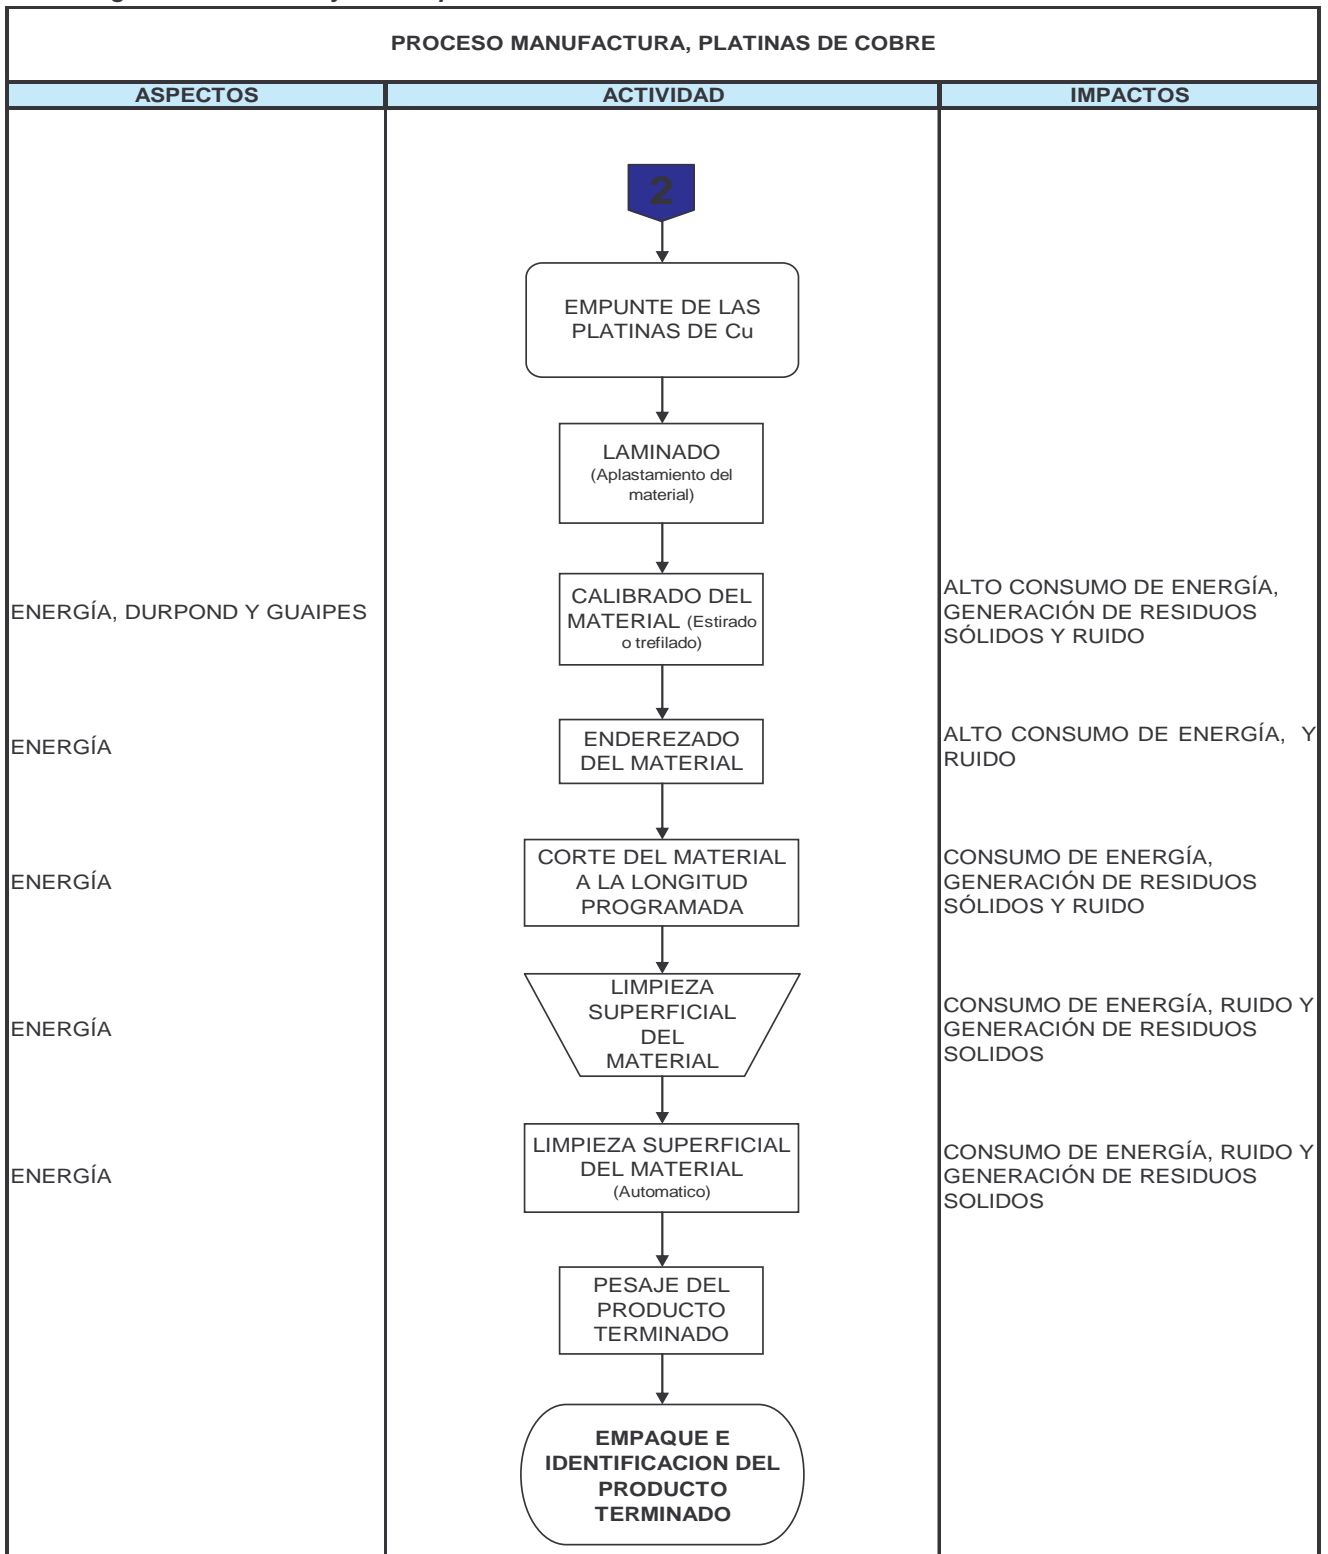 PROCESO MANUFACTURA, PLATINAS DE COBRE
ASPECTOS
ACTIVIDAD
IMPACTOS
2
EMPUNTE DE LAS
PLATINAS DE Cu
LAMINADO
(Aplastamiento del
material)
ENERGÍA, DURPOND Y GUAIPES
CALIBRADO DEL
MATERIAL (Estirado
o trefilado)
ALTO CONSUMO DE ENERGÍA,
GENERACIÓN DE RESIDUOS
SÓLIDOS Y RUIDO
ENERGÍA
ENDEREZADO
DEL MATERIAL
ALTO CONSUMO DE ENERGÍA, Y
RUIDO
ENERGÍA
CORTE DEL MATERIAL
A LA LONGITUD
PROGRAMADA
CONSUMO DE ENERGÍA,
GENERACIÓN DE RESIDUOS
SÓLIDOS Y RUIDO
ENERGÍA
LIMPIEZA
SUPERFICIAL
DEL
MATERIAL
CONSUMO DE ENERGÍA, RUIDO Y
GENERACIÓN DE RESIDUOS
SOLIDOS
ENERGÍA
LIMPIEZA SUPERFICIAL
DEL MATERIAL
(Automatico)
CONSUMO DE ENERGÍA, RUIDO Y
GENERACIÓN DE RESIDUOS
SOLIDOS
PESAJE DEL
PRODUCTO
TERMINADO
EMPAQUE E
IDENTIFICACION DEL
PRODUCTO
TERMINADO